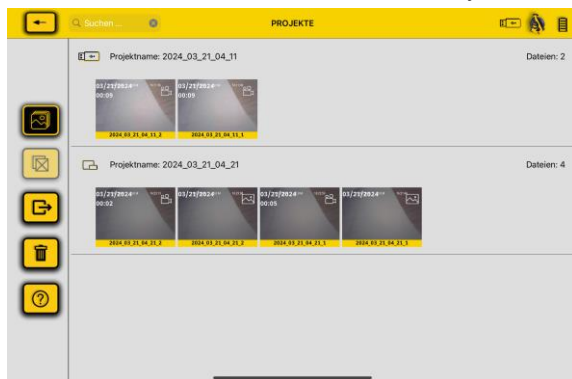 Suchen ...
PROJEKTE
Projektname: 2024_03_21_04_11
Dateien: 2
03/21/2024
00:09
03/21/2024
00:09
2024_03_21_04_11_2
2024_03_21_04_11_1
Projektname: 2024_03_21_04_21
Dateien: 4
03/21/2024
00:02
03/21/2024
03/21/2024
00:05
03/21/2024
2024_03_21_04_21_2
2024_03_21_04_21_2
2024_03_21_04_21_1
2024_03_21_04_21_1